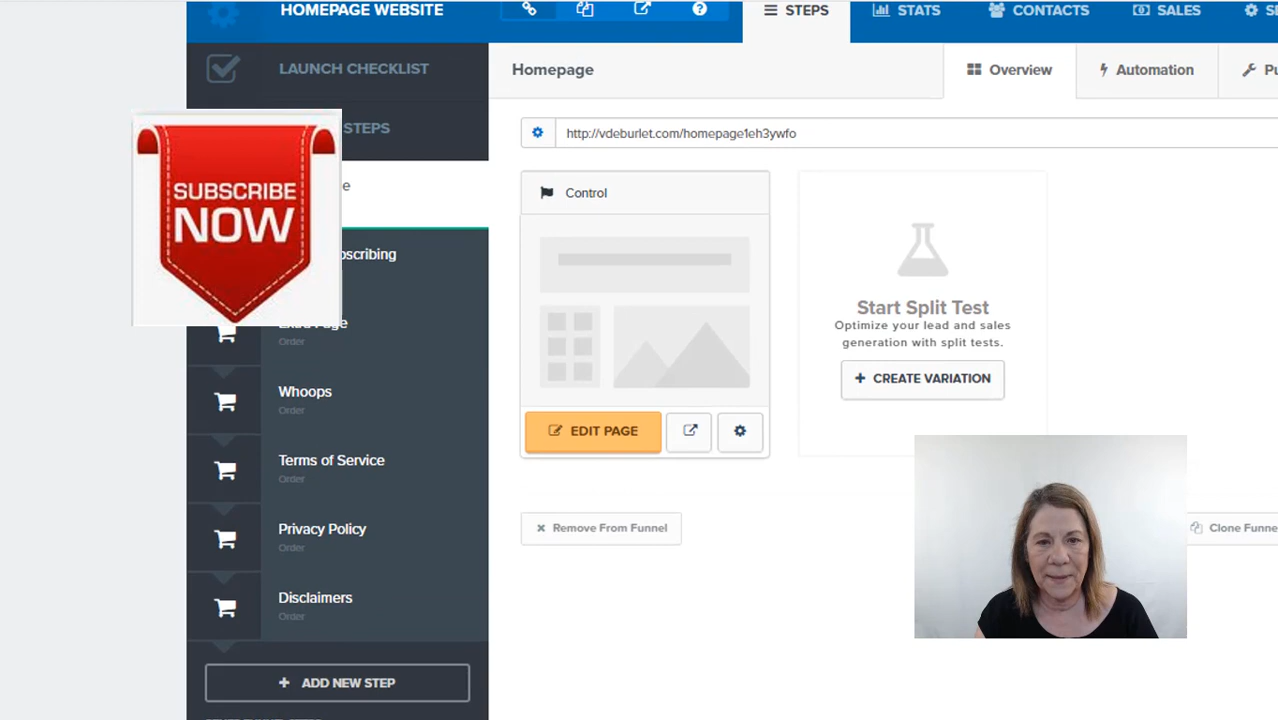 HOMEPAGE WEBSITE
STEPS
STATS
CONTACTS
SALES
LAUNCH CHECKLIST
Homepage
Overview
Automation
STEPS
http://vdeburlet.com/homepage1eh3ywfo
SUBSCRIBE
NOW
Control
Start Split Test
Optimize your lead and sales
generation with split tests.
CREATE VARIATION
Order
EDIT PAGE
Whoops
Order
Terms of Service
Order
Privacy Policy
Order
Remove From Funnel
Clone Funne
Disclaimers
Order
ADD NEW STEP